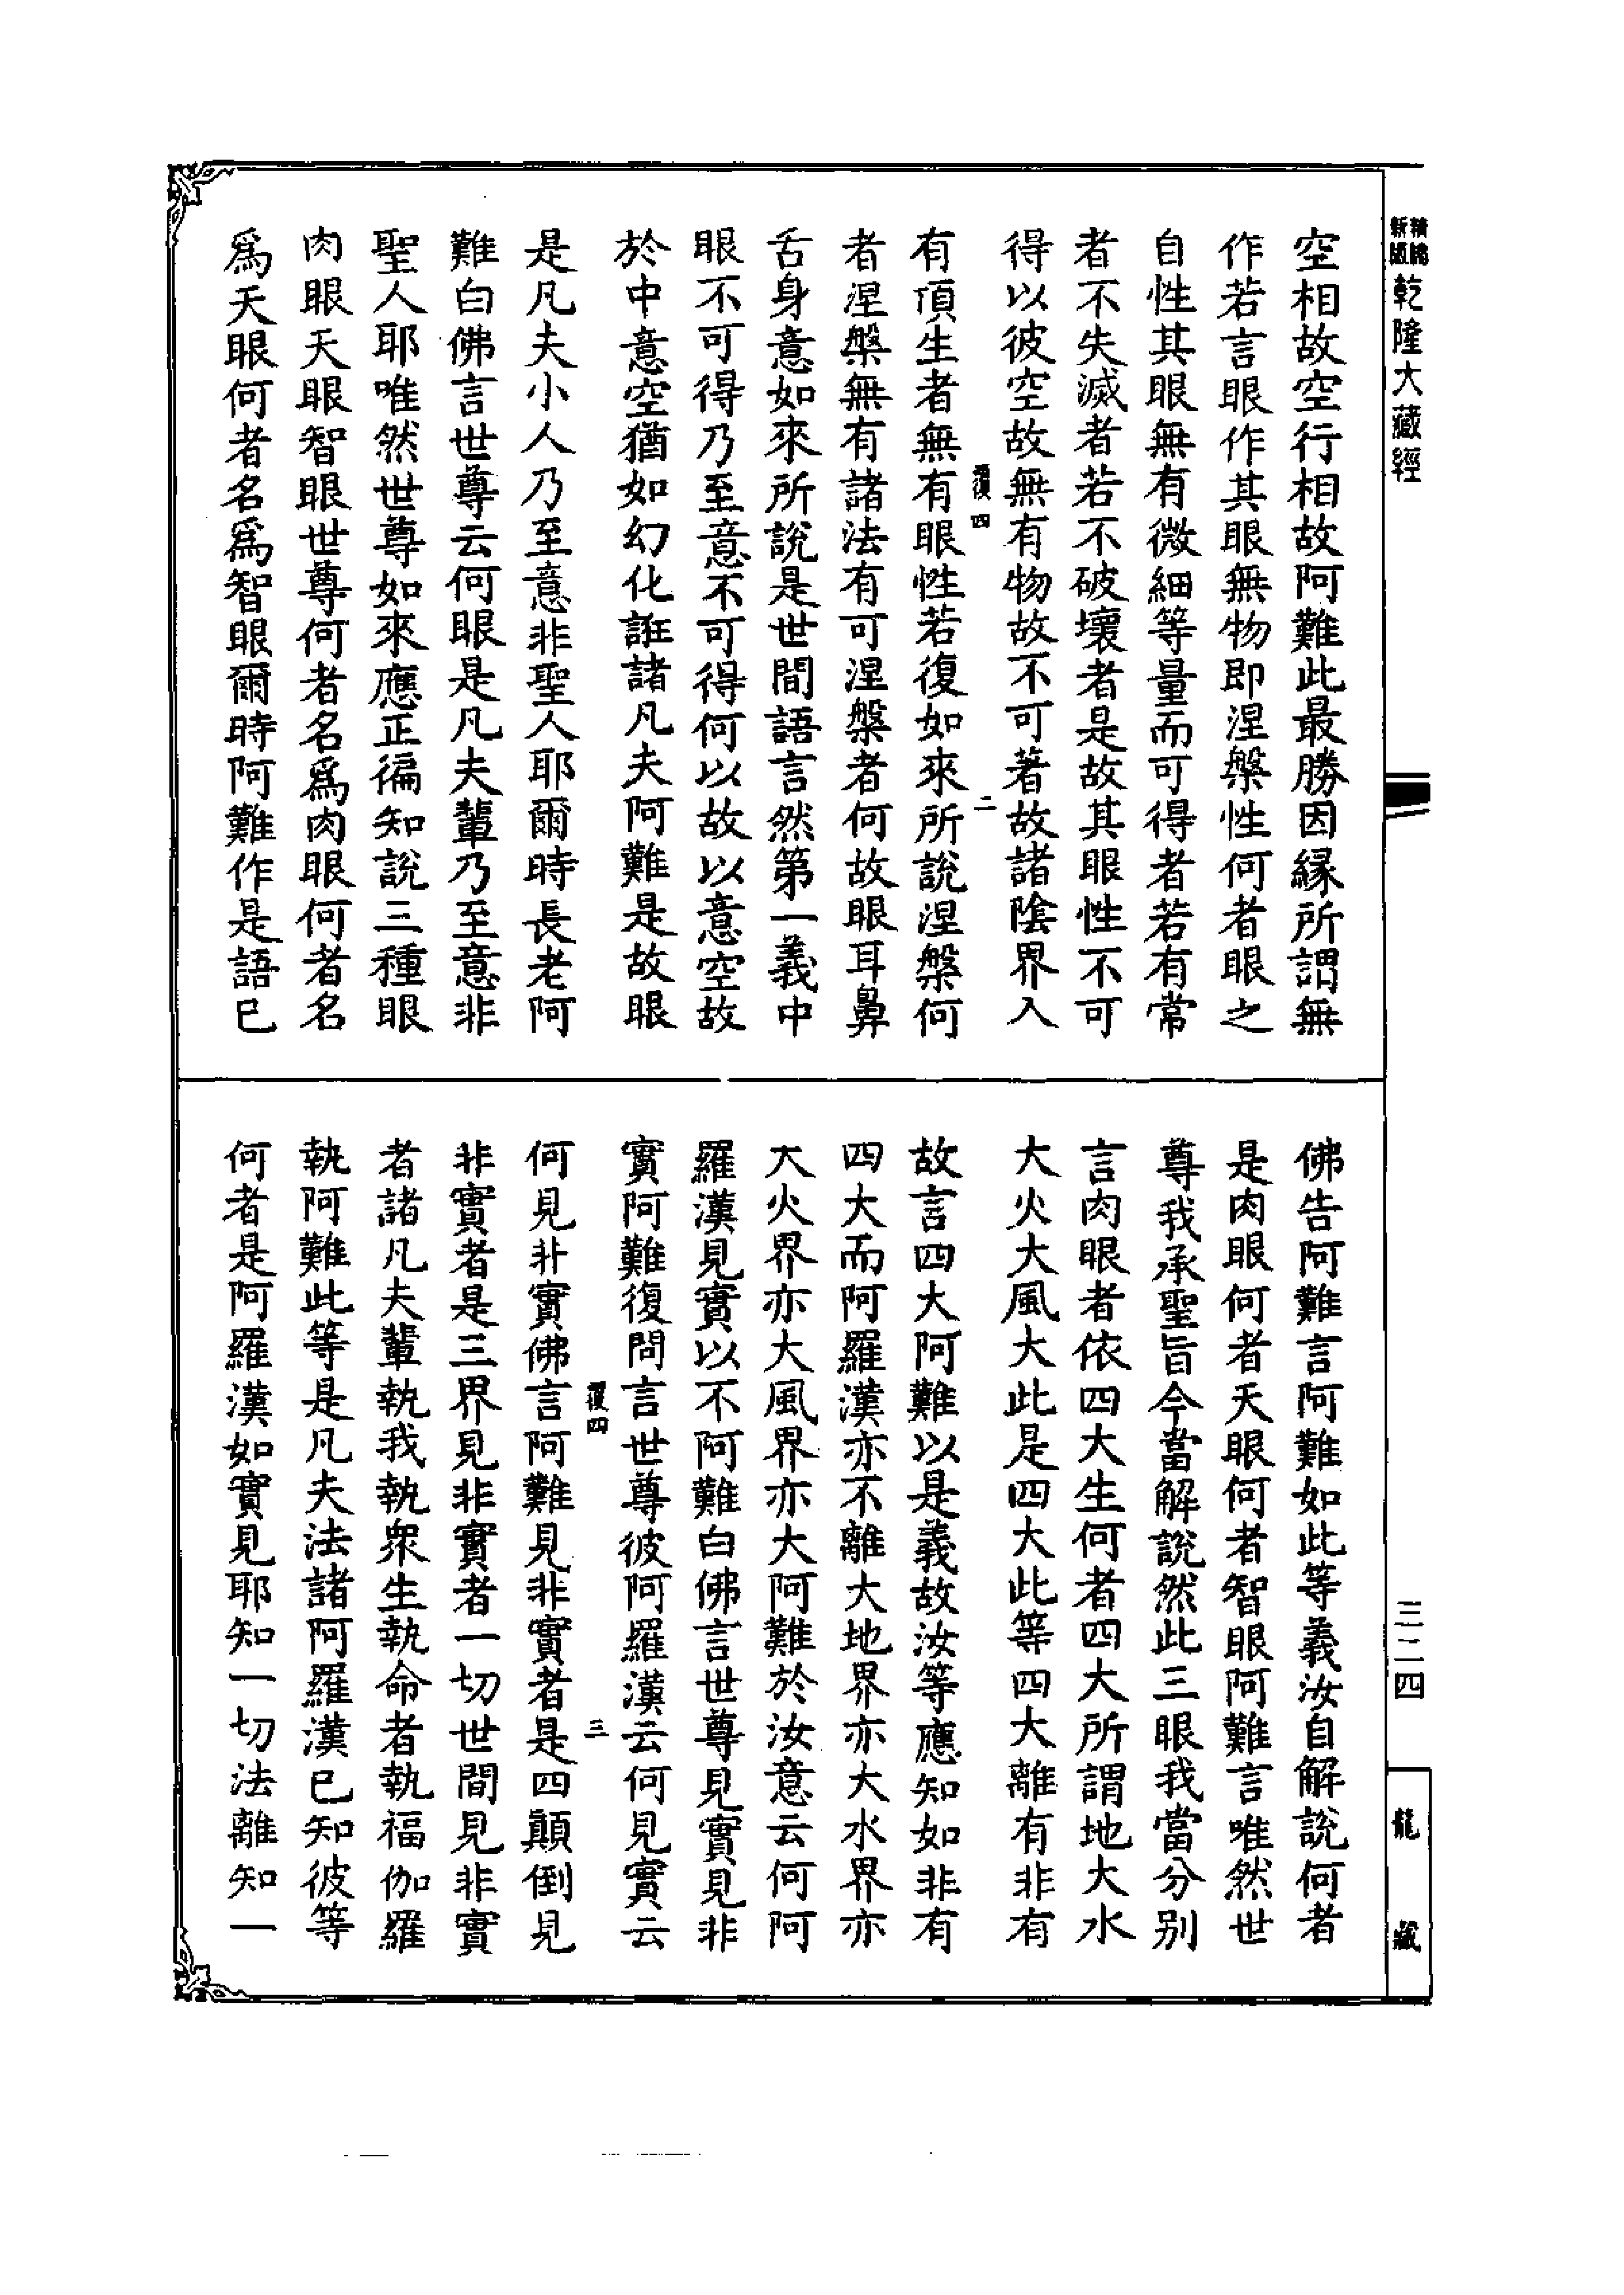 新版
乾隆大藏經
空相故空行相故阿難此最勝因緣所謂無
作若言眼作其眼無物即涅槃性何者眼之
自性其眼無有微細等量而可得者若有常
者不失滅者若不破壞者是故其眼性不可
得以彼空故無有物故不可著故諸陰界入
四
二
有頂生者無有眼性若復如來所說涅槃何
者涅槃無有諸法有可涅槃者何故眼耳鼻
舌身意如來所說是世間語言然第一義中
眼不可得乃至意不可得何以故以意空故
於中意空猶如幻化誑諸凡夫阿難是故眼
是凡夫小人乃至意非聖人耶爾時長老阿
難白佛言世尊云何眼是凡夫輩乃至意非
聖人耶唯然世尊如來應正徧知說三種眼
肉眼天眼智眼世尊何者名爲肉眼何者名
爲天眼何者名爲智眼爾時阿難作是語已
三二四
龍藏
佛告阿難言阿難如此等義汝自解說何者
是肉眼何者天眼何者智眼阿難言唯然世
尊我承聖旨今當解說然此三眼我當分別
言肉眼者依四大生何者四大所謂地大水
大火大風大此是四大此等四大離有非有
故言四大阿難以是義故汝等應知如非有
四大而阿羅漢亦不離大地界亦大水界亦
大火界亦大風界亦大阿難於汝意云何阿
羅漢見實以不阿難白佛言世尊見實見非
實阿難復問言世尊彼阿羅漢云何見實云
復四
三
何見非實佛言阿難見非實者是四顛倒見
非實者是三界見非實者一切世間見非實
者諸凡夫輩執我執衆生執命者執福伽羅
執阿難此等是凡夫法諸阿羅漢已知彼等
何者是阿羅漢如實見耶知一切法離知一